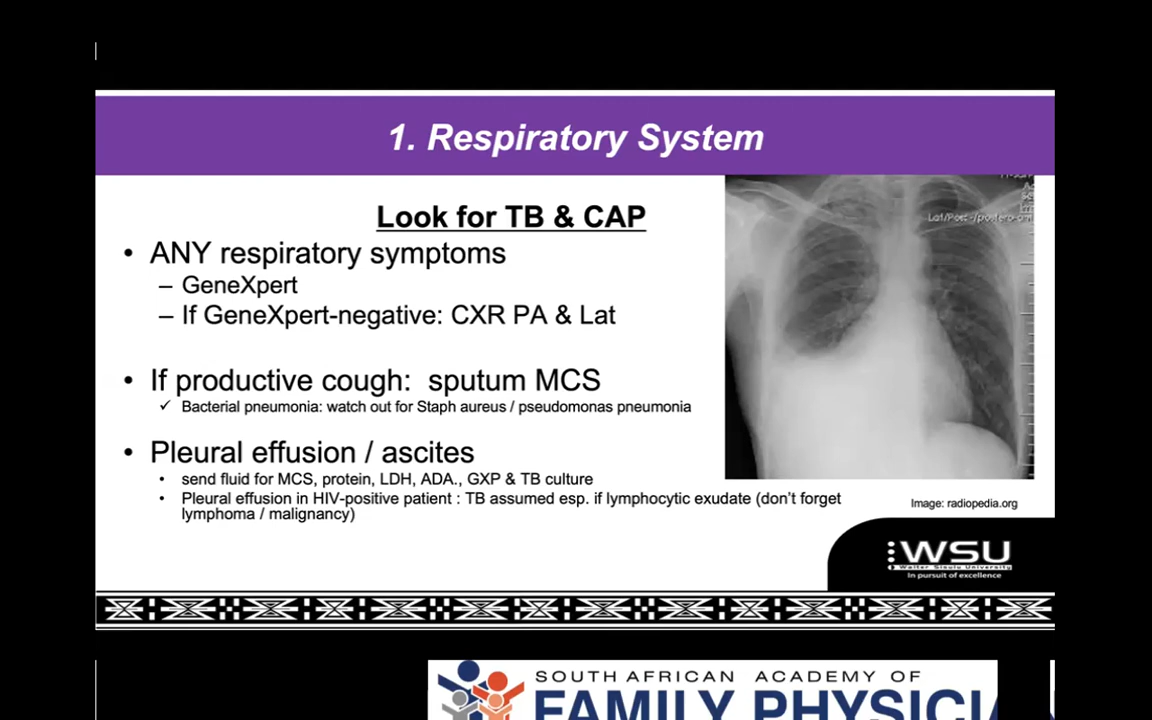 1. Respiratory System
Look for TB & CAP
• ANY respiratory symptoms
– GeneXpert
– If GeneXpert-negative: CXR PA & Lat
• If productive cough: sputum MCS
✓ Bacterial pneumonia: watch out for Staph aureus / pseudomonas pneumonia
• Pleural effusion / ascites
• send fluid for MCS, protein, LDH, ADA., GXP & TB culture
• Pleural effusion in HIV-positive patient : TB assumed esp. if lymphocytic exudate (don't forget
lymphoma / malignancy)
Image: radiopedia.org
WSU
Walter Sisulu University
In pursuit of excellence
SOUTH AFRICAN ACADEMY OF
FAMILY